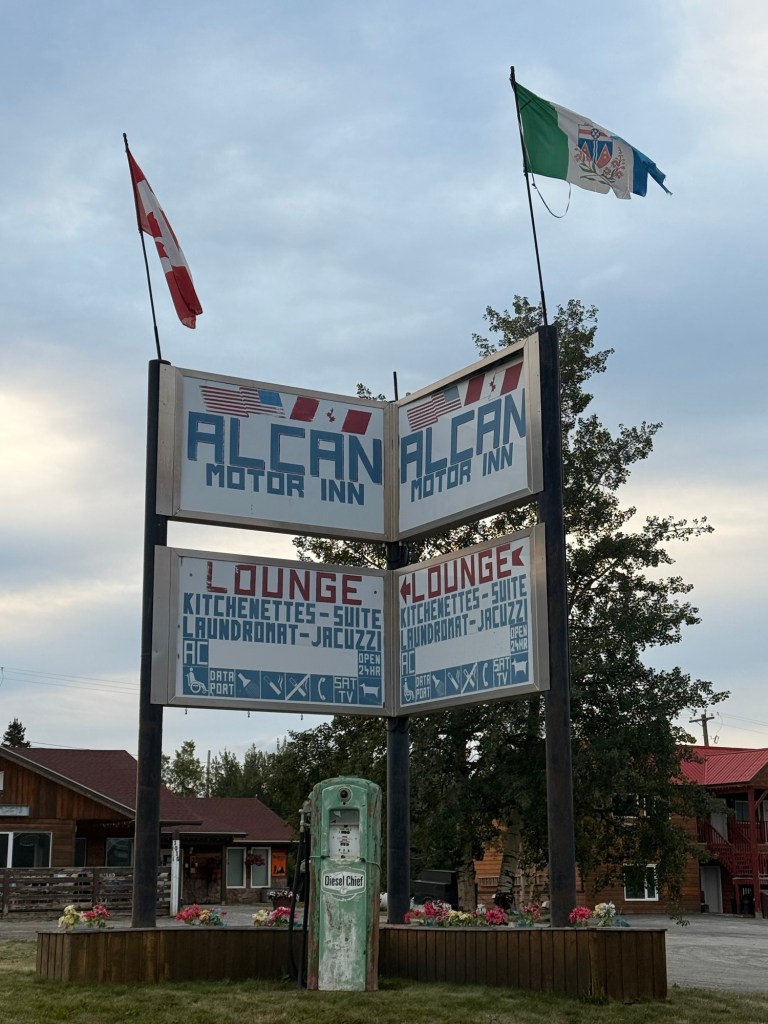 ALCAN
MOTOR INN
ALCAN
MOTOR INN
LOUNGE
KITCHENETTES-SUITE
LAUNDROMAT-JACUZZI
AC
OPEN
24HR
DATA
PORT
SAT
TV
LOUNGE
KITCHENETTES-SUITE
LAUNDROMAT-JACUZZI
AC
OPEN
24HR
DATA
PORT
SAT
TV
Diesel Chief